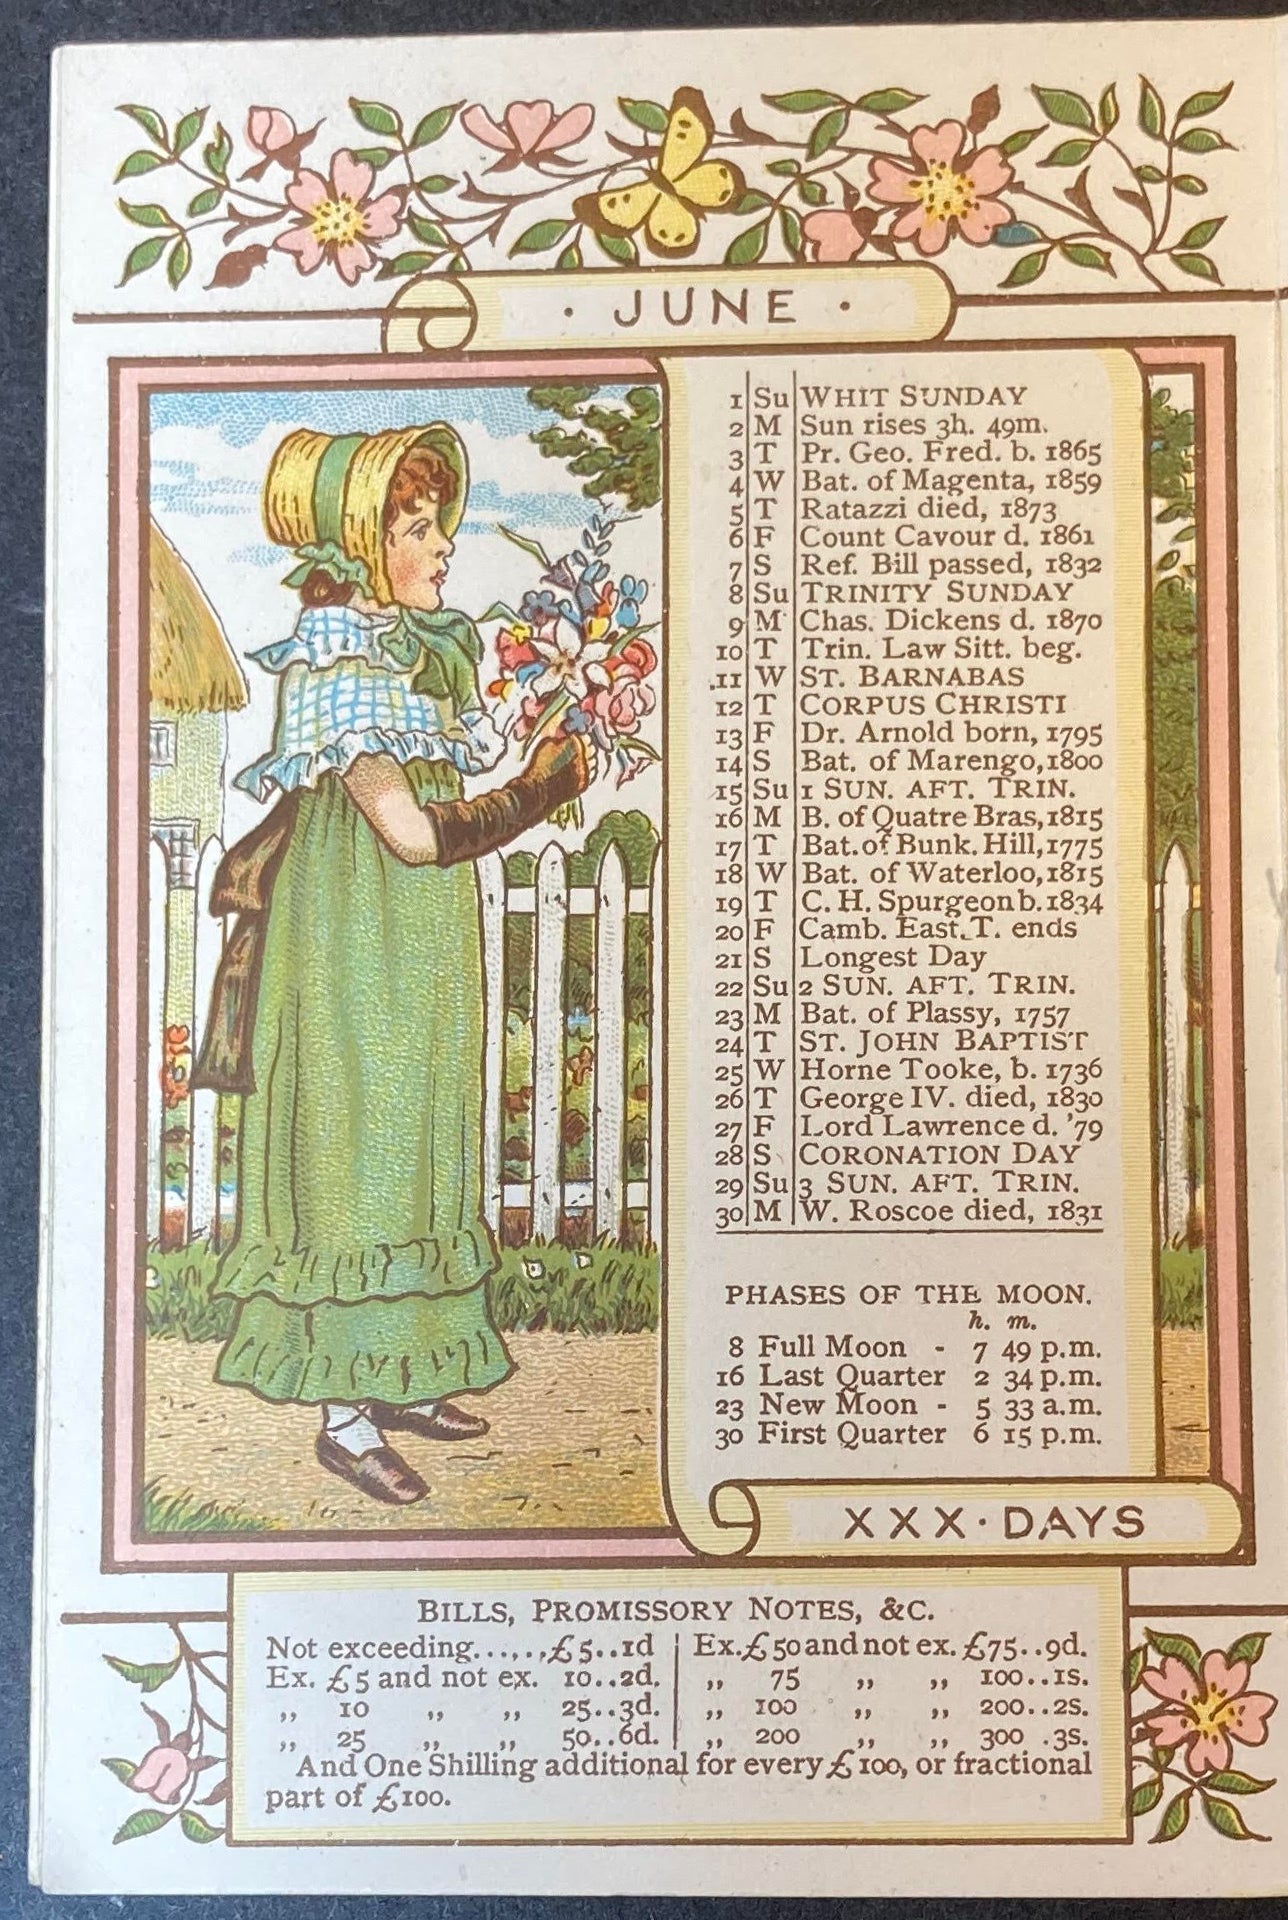 · JUNE ·
1 Su WHIT SUNDAY
2 M Sun rises 3h. 49m.
3 T Pr. Geo. Fred. b. 1865
4 W Bat. of Magenta, 1859
5 T Ratazzi died, 1873
6 F Count Cavour d. 1861
7 S Ref. Bill passed, 1832
8 Su TRINITY SUNDAY
9 M Chas. Dickens d. 1870
10 T Trin. Law Sitt. beg.
11 W ST. BARNABAS
12 T CORPUS CHRISTI
13 F Dr. Arnold born, 1795
14 S Bat. of Marengo, 1800
15 Su 1 SUN. AFT. TRIN.
16 M B. of Quatre Bras, 1815
17 T Bat. of Bunk. Hill, 1775
18 W Bat. of Waterloo, 1815
19 T C. H. Spurgeon b. 1834
20 F Camb. East. T. ends
21 S Longest Day
22 Su 2 SUN. AFT. TRIN.
23 M Bat. of Plassy, 1757
24 T ST. JOHN BAPTIST
25 W Horne Tooke, b. 1736
26 T George IV. died, 1830
27 F Lord Lawrence d. '79
28 S CORONATION DAY
29 Su 3 SUN. AFT. TRIN.
30 M W. Roscoe died, 1831
PHASES OF THE MOON.
h. m.
8 Full Moon - 7 49 p.m.
16 Last Quarter 2 34 p.m.
23 New Moon - 5 33 a.m.
30 First Quarter 6 15 p.m.
XXX · DAYS
BILLS, PROMISSORY NOTES, &C.
Not exceeding......£5..1d
Ex. £5 and not ex. 10..2d.
,, 10 ,, ,, 25..3d.
,, 25 ,, ,, 50..6d.
Ex. £50 and not ex. £75..9d.
,, 75 ,, ,, 100..1s.
,, 100 ,, ,, 200..2s.
,, 200 ,, ,, 300 .3s.
And One Shilling additional for every £100, or fractional
part of £100.